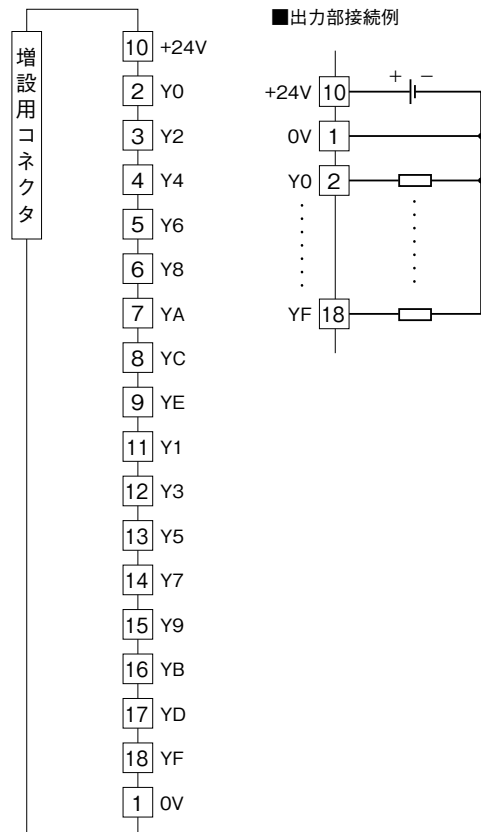 増設用コネクタ
10 +24V
2 Y0
3 Y2
4 Y4
5 Y6
6 Y8
7 YA
8 YC
9 YE
11 Y1
12 Y3
13 Y5
14 Y7
15 Y9
16 YB
17 YD
18 YF
1 0V
■出力部接続例
+24V 10 + −
0V 1
Y0 2
YF 18